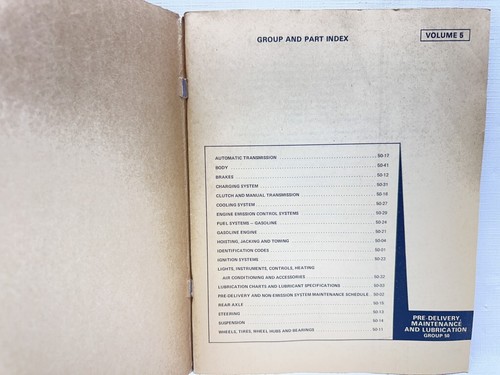 GROUP AND PART INDEX
VOLUME 5
AUTOMATIC TRANSMISSION 50-17
BODY 50-41
BRAKES 50-12
CHARGING SYSTEM 50-31
CLUTCH AND MANUAL TRANSMISSION 50-16
COOLING SYSTEM 50-27
ENGINE EMISSION CONTROL SYSTEMS 50-29
FUEL SYSTEMS — GASOLINE 50-24
GASOLINE ENGINE 50-21
HOISTING, JACKING AND TOWING 50-04
IDENTIFICATION CODES 50-01
IGNITION SYSTEMS 50-23
LIGHTS, INSTRUMENTS, CONTROLS, HEATING
AIR CONDITIONING AND ACCESSORIES 50-32
LUBRICATION CHARTS AND LUBRICANT SPECIFICATIONS 50-03
PRE-DELIVERY AND NON EMISSION SYSTEM MAINTENANCE SCHEDULE 50-02
REAR AXLE 50-15
STEERING 50-13
SUSPENSION 50-14
WHEELS, TIRES, WHEEL HUBS AND BEARINGS 50-11
PRE-DELIVERY,
MAINTENANCE
AND LUBRICATION
GROUP 50